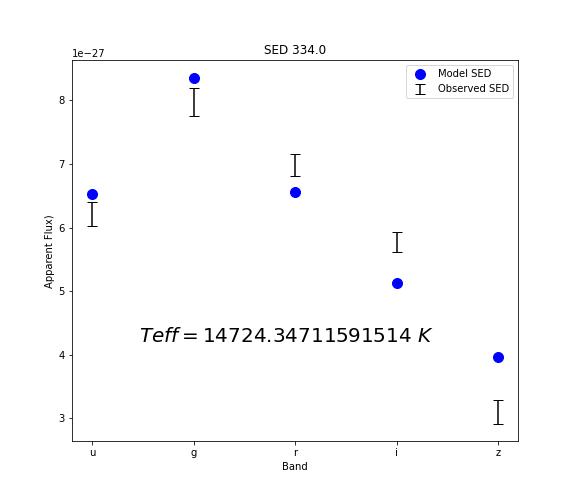 SED 334.0
1e−27
Model SED
Observed SED
8
7
6
5
4
3
Apparent Flux)
Teff = 14724.34711591514 K
u g r i z
Band